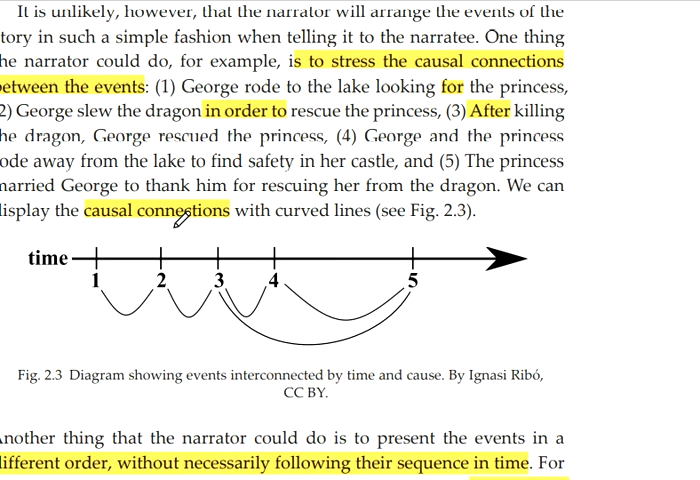 It is unlikely, however, that the narrator will arrange the events of the
tory in such a simple fashion when telling it to the narratee. One thing
he narrator could do, for example, is to stress the causal connections
between the events: (1) George rode to the lake looking for the princess,
2) George slew the dragon in order to rescue the princess, (3) After killing
he dragon, George rescued the princess, (4) George and the princess
ode away from the lake to find safety in her castle, and (5) The princess
married George to thank him for rescuing her from the dragon. We can
display the causal connections with curved lines (see Fig. 2.3).
time
1 2 3 4 5
Fig. 2.3 Diagram showing events interconnected by time and cause. By Ignasi Ribó,
CC BY.
Another thing that the narrator could do is to present the events in a
different order, without necessarily following their sequence in time. For